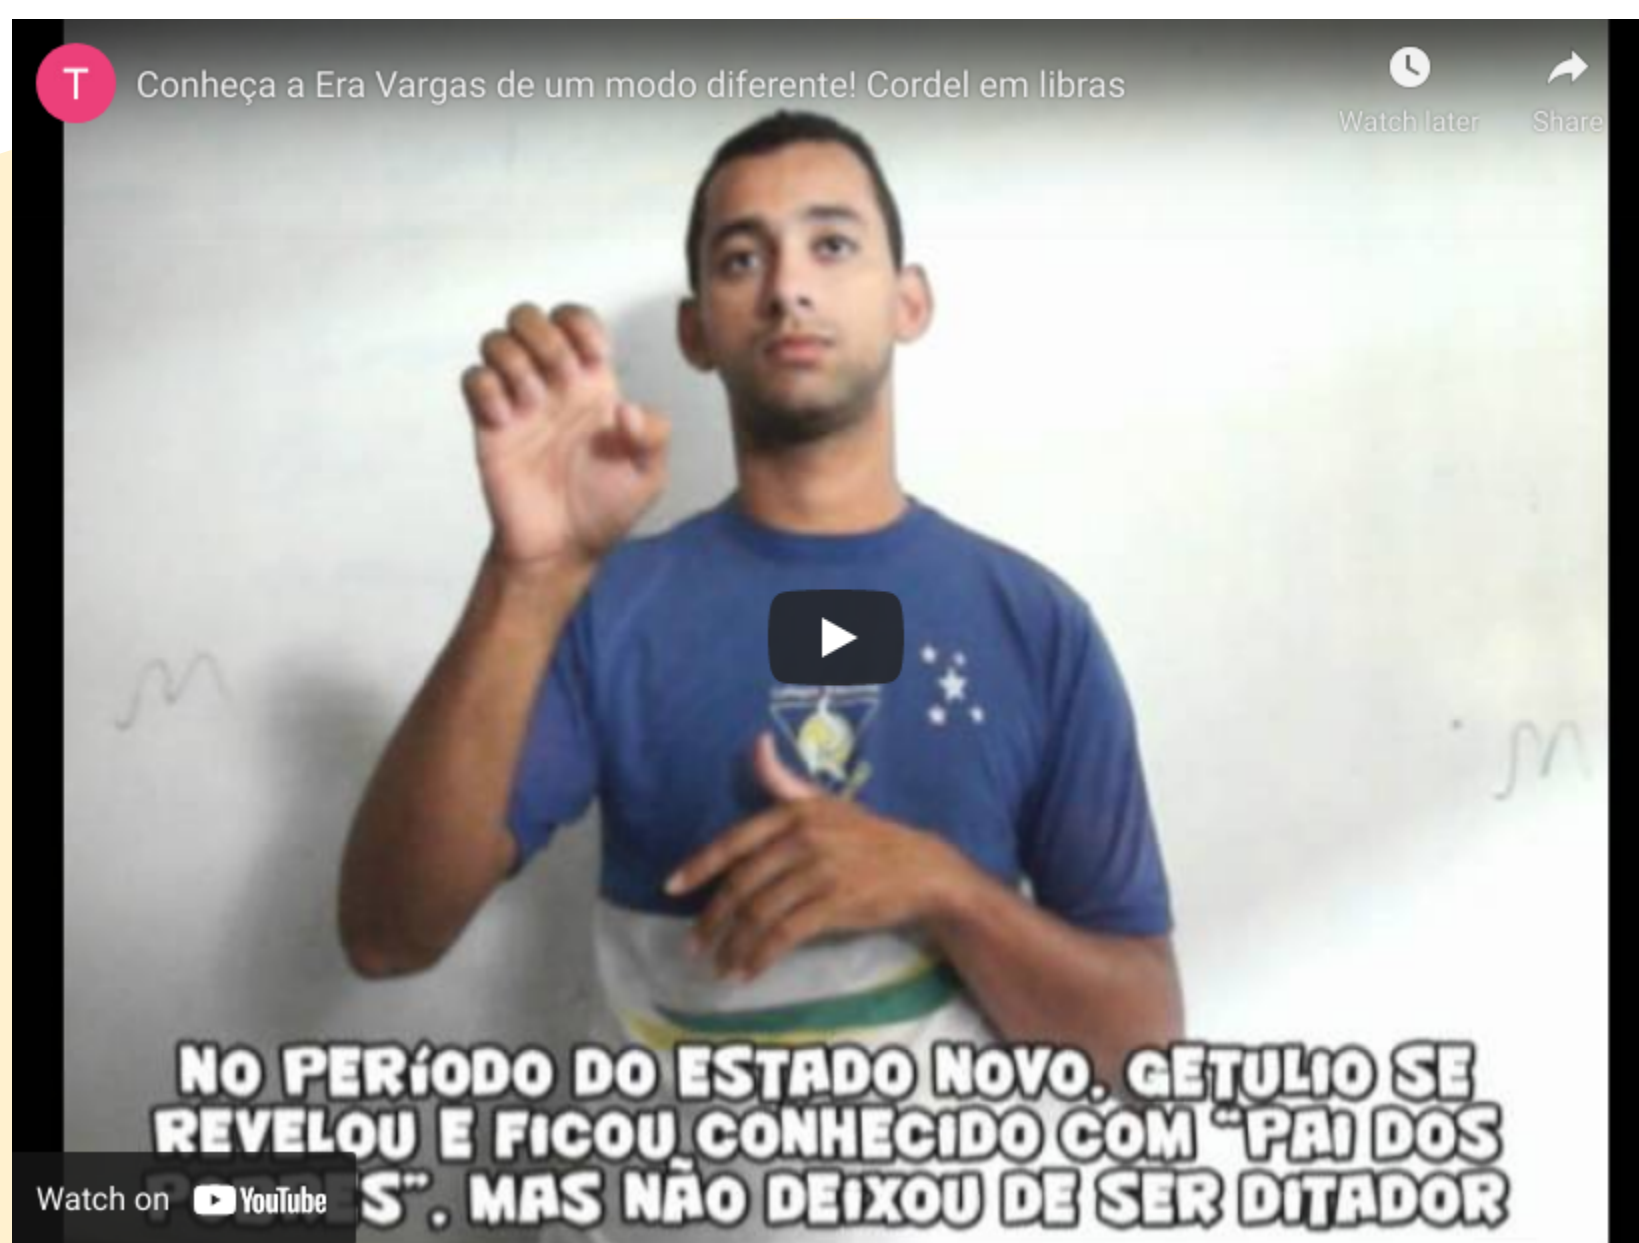 T
Conheça a Era Vargas de um modo diferente! Cordel em libras
Watch later
Share
NO PERÍODO DO ESTADO NOVO, GETULIO SE
REVELOU E FICOU CONHECIDO COM “PAI DOS
POBRES”. MAS NÃO DEIXOU DE SER DITADOR
Watch on YouTube